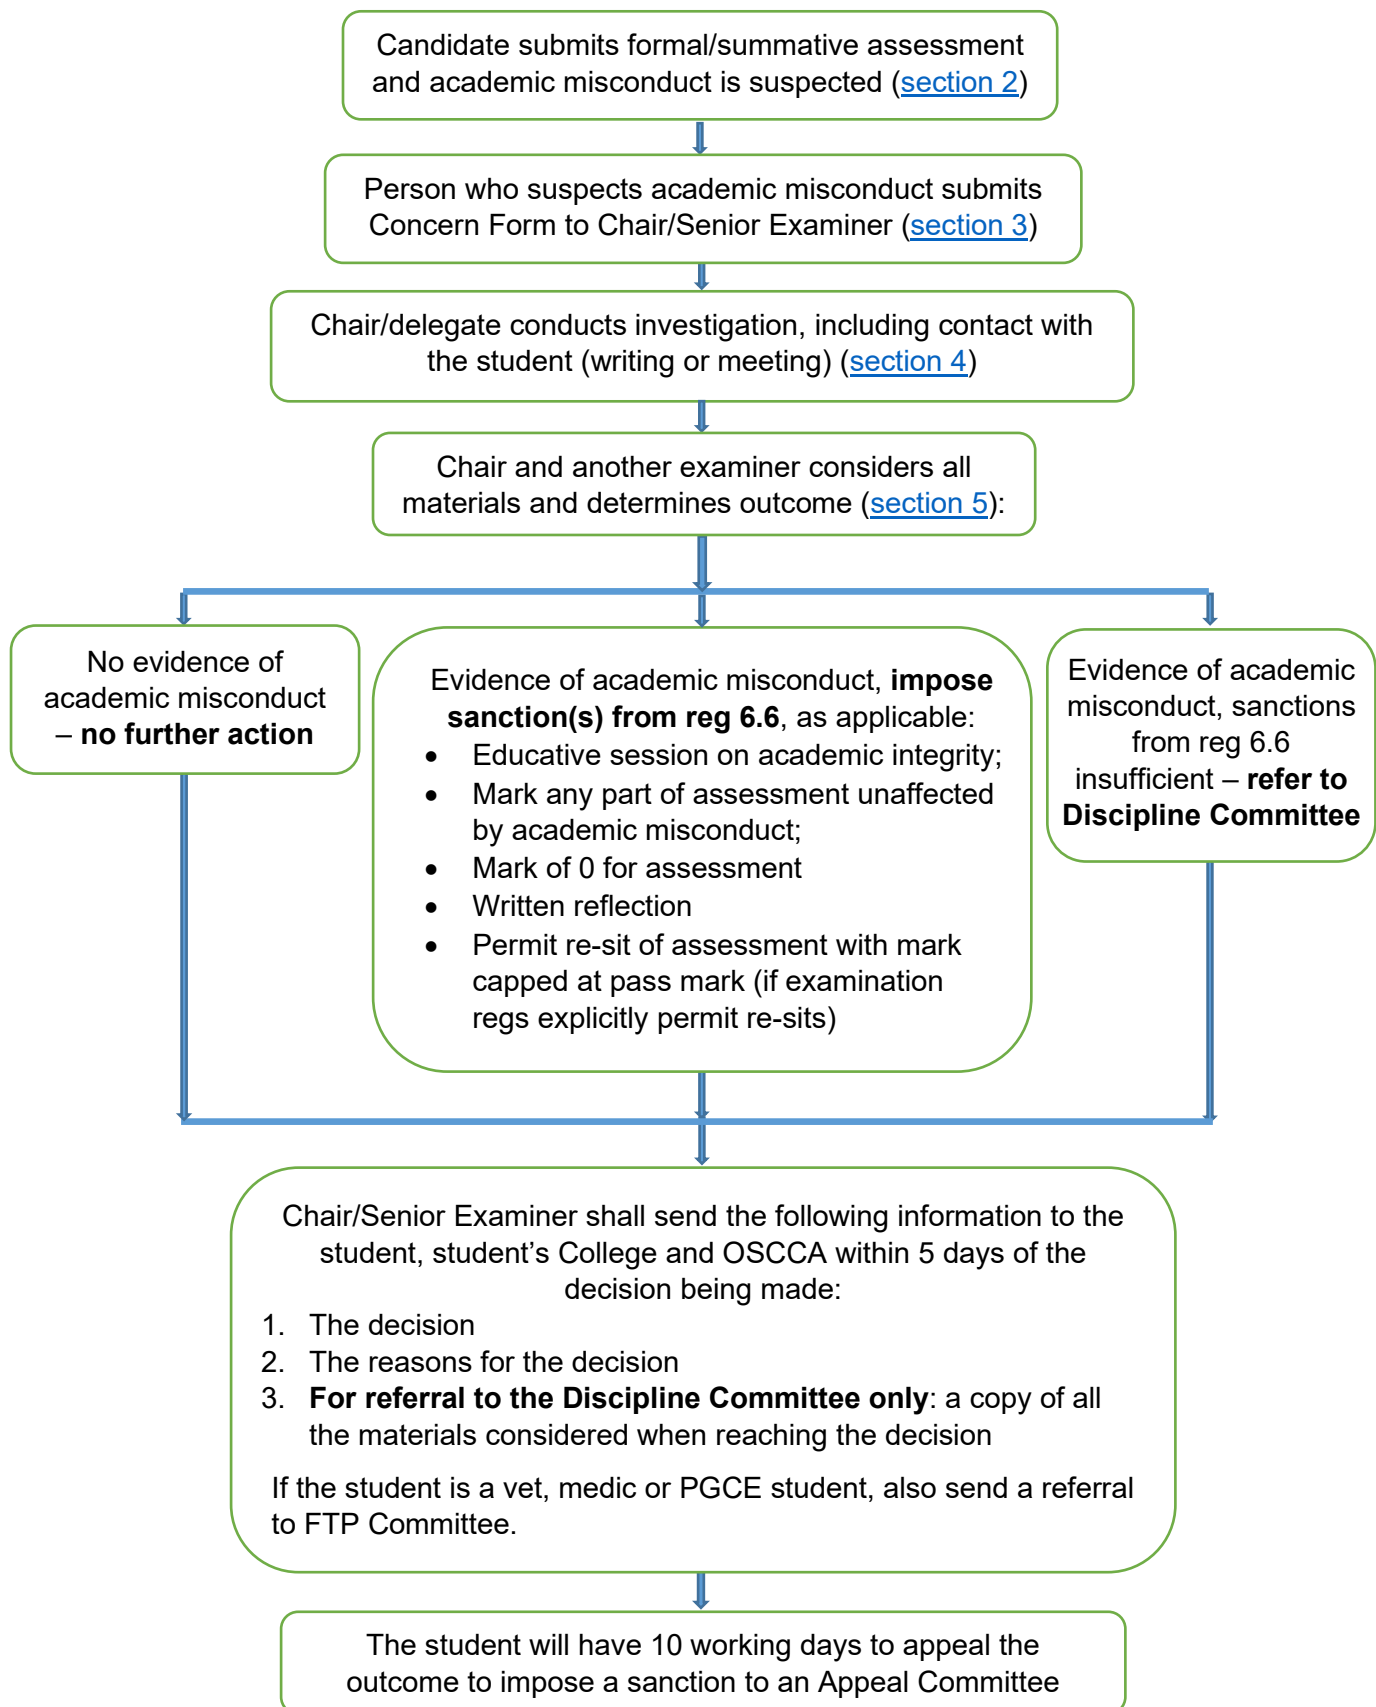 Candidate submits formal/summative assessment
and academic misconduct is suspected (section 2)
Person who suspects academic misconduct submits
Concern Form to Chair/Senior Examiner (section 3)
Chair/delegate conducts investigation, including contact with
the student (writing or meeting) (section 4)
Chair and another examiner considers all
materials and determines outcome (section 5):
No evidence of
academic misconduct
– no further action
Evidence of academic misconduct, impose
sanction(s) from reg 6.6, as applicable:
• Educative session on academic integrity;
• Mark any part of assessment unaffected
by academic misconduct;
• Mark of 0 for assessment
• Written reflection
• Permit re-sit of assessment with mark
capped at pass mark (if examination
regs explicitly permit re-sits)
Evidence of academic
misconduct, sanctions
from reg 6.6
insufficient – refer to
Discipline Committee
Chair/Senior Examiner shall send the following information to the
student, student’s College and OSCCA within 5 days of the
decision being made:
1. The decision
2. The reasons for the decision
3. For referral to the Discipline Committee only: a copy of all
the materials considered when reaching the decision
If the student is a vet, medic or PGCE student, also send a referral
to FTP Committee.
The student will have 10 working days to appeal the
outcome to impose a sanction to an Appeal Committee